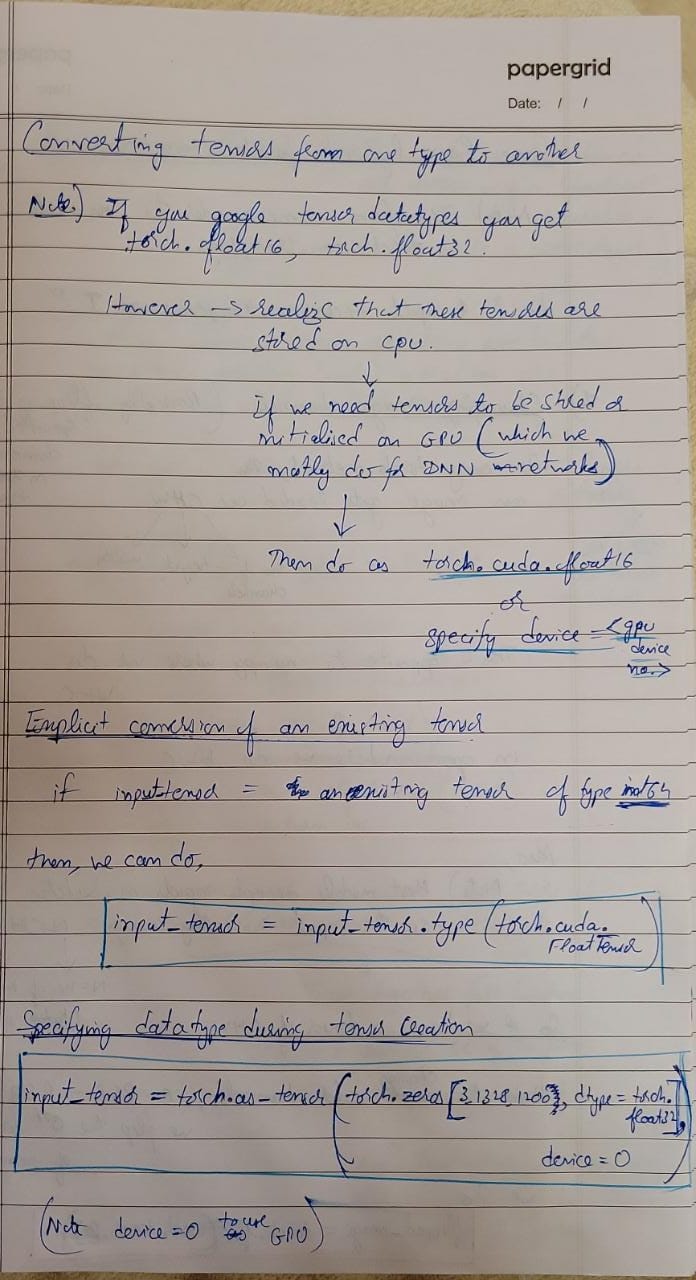 papergrid
Date: / /
Converting tensors from one type to another
Note) If you google tensor datatypes you get
torch.float16, torch.float32.
However → realize that these tensors are
stored on cpu.
↓
if we need tensors to be stored or
initialised on GPU (which we
mostly do for DNN networks)
↓
Then do as torch.cuda.float16
or
specify device = <gpu
device
no.>
Explicit conversion of an existing tensor
if input tensor = an existing tensor of type int64
then, we can do,
input_tensor = input_tensor.type (torch.cuda.
FloatTensor)
Specifying datatype during tensor creation
input_tensor = torch.as_tensor (torch.zeros [3,1328,1200], dtype = torch.
float32],
device = 0)
(Note device = 0 to use GPU)